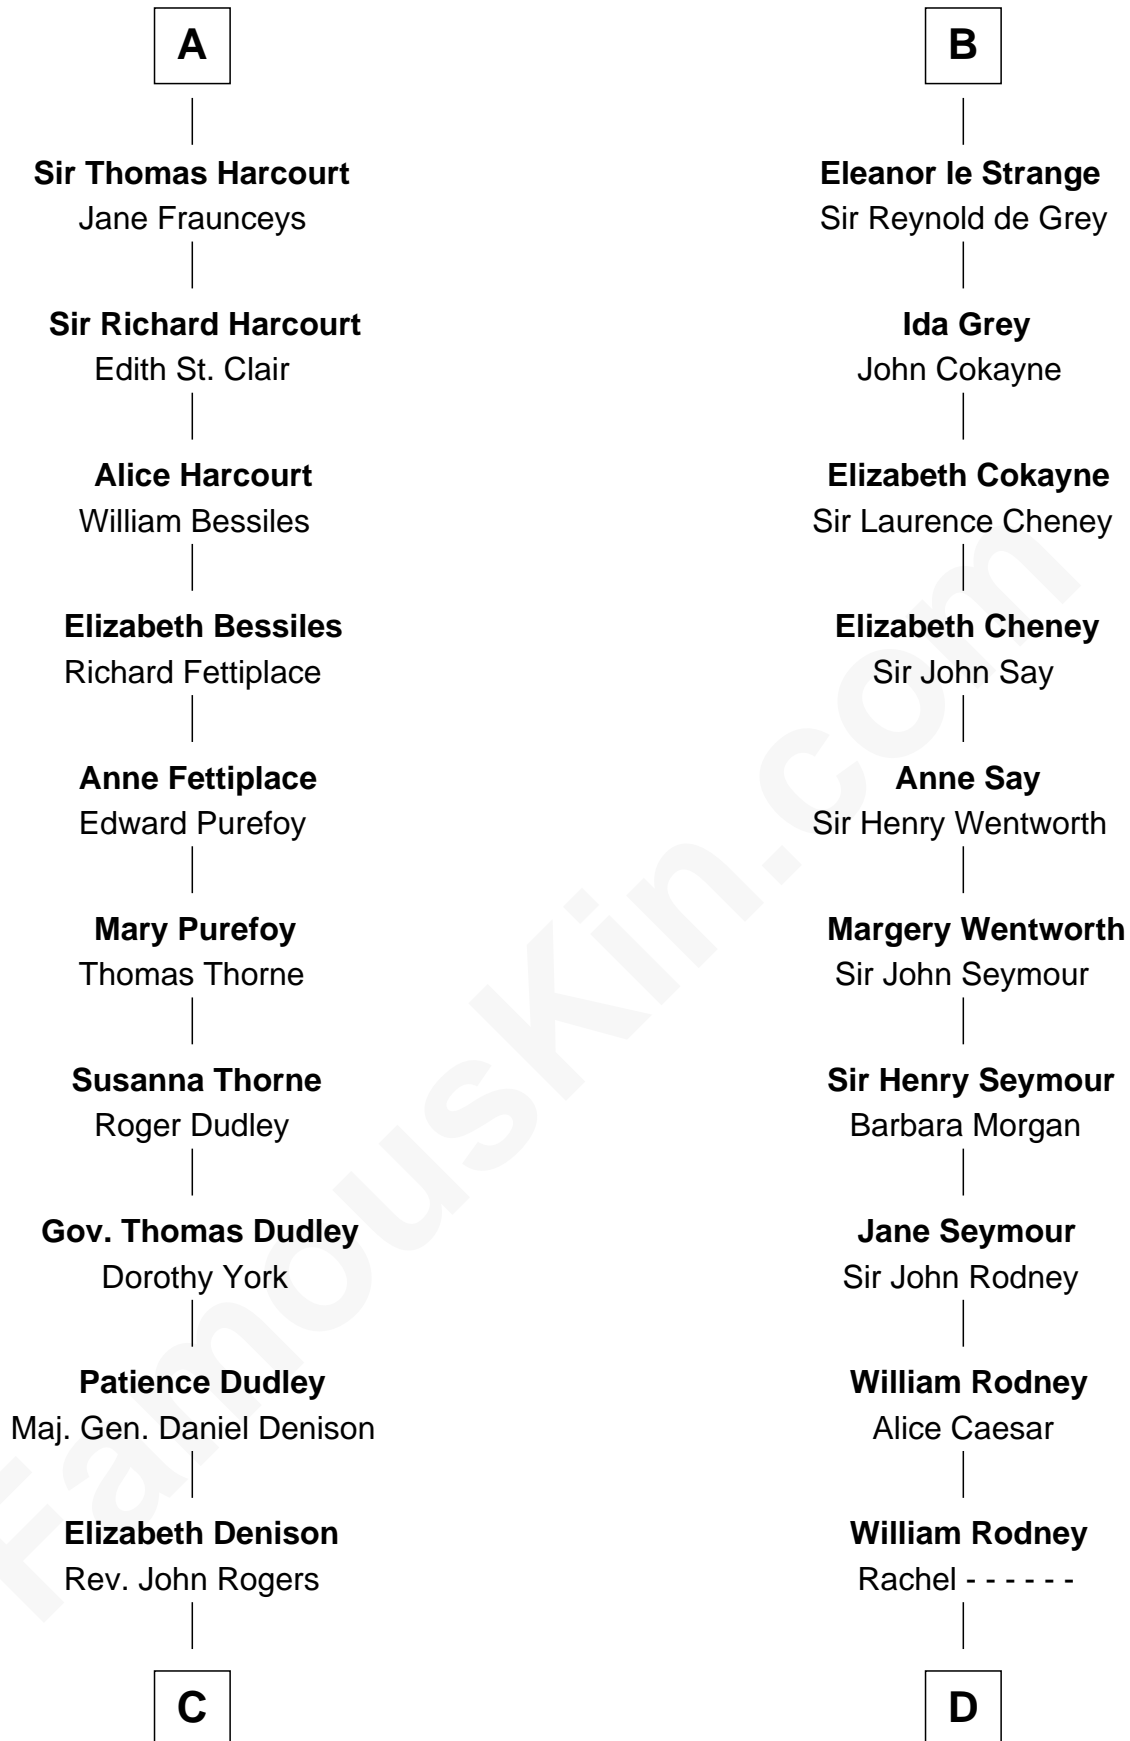 A
Sir Thomas Harcourt
Jane Fraunceys
Sir Richard Harcourt
Edith St. Clair
Alice Harcourt
William Bessiles
Elizabeth Bessiles
Richard Fettiplace
Anne Fettiplace
Edward Purefoy
Mary Purefoy
Thomas Thorne
Susanna Thorne
Roger Dudley
Gov. Thomas Dudley
Dorothy York
Patience Dudley
Maj. Gen. Daniel Denison
Elizabeth Denison
Rev. John Rogers
C
B
Eleanor le Strange
Sir Reynold de Grey
Ida Grey
John Cokayne
Elizabeth Cokayne
Sir Laurence Cheney
Elizabeth Cheney
Sir John Say
Anne Say
Sir Henry Wentworth
Margery Wentworth
Sir John Seymour
Sir Henry Seymour
Barbara Morgan
Jane Seymour
Sir John Rodney
William Rodney
Alice Caesar
William Rodney
Rachel - - - - - -
D
FamousKin.com